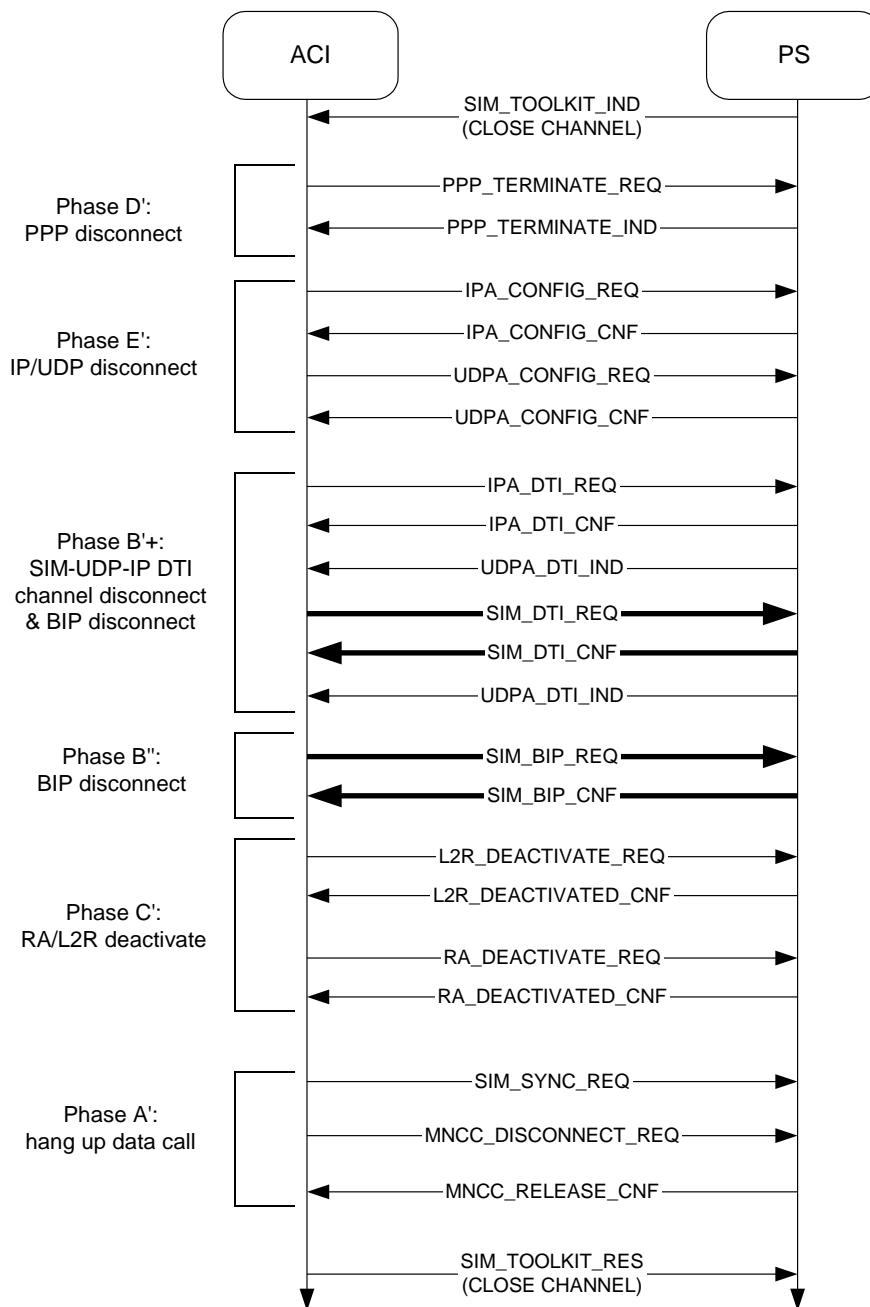 ACI
PS
SIM_TOOLKIT_IND
(CLOSE CHANNEL)
Phase D':
PPP disconnect
PPP_TERMINATE_REQ
PPP_TERMINATE_IND
Phase E':
IP/UDP disconnect
IPA_CONFIG_REQ
IPA_CONFIG_CNF
UDPA_CONFIG_REQ
UDPA_CONFIG_CNF
Phase B'+:
SIM-UDP-IP DTI
channel disconnect
& BIP disconnect
IPA_DTI_REQ
IPA_DTI_CNF
UDPA_DTI_IND
SIM_DTI_REQ
SIM_DTI_CNF
UDPA_DTI_IND
Phase B'':
BIP disconnect
SIM_BIP_REQ
SIM_BIP_CNF
Phase C':
RA/L2R deactivate
L2R_DEACTIVATE_REQ
L2R_DEACTIVATED_CNF
RA_DEACTIVATE_REQ
RA_DEACTIVATED_CNF
Phase A':
hang up data call
SIM_SYNC_REQ
MNCC_DISCONNECT_REQ
MNCC_RELEASE_CNF
SIM_TOOLKIT_RES
(CLOSE CHANNEL)